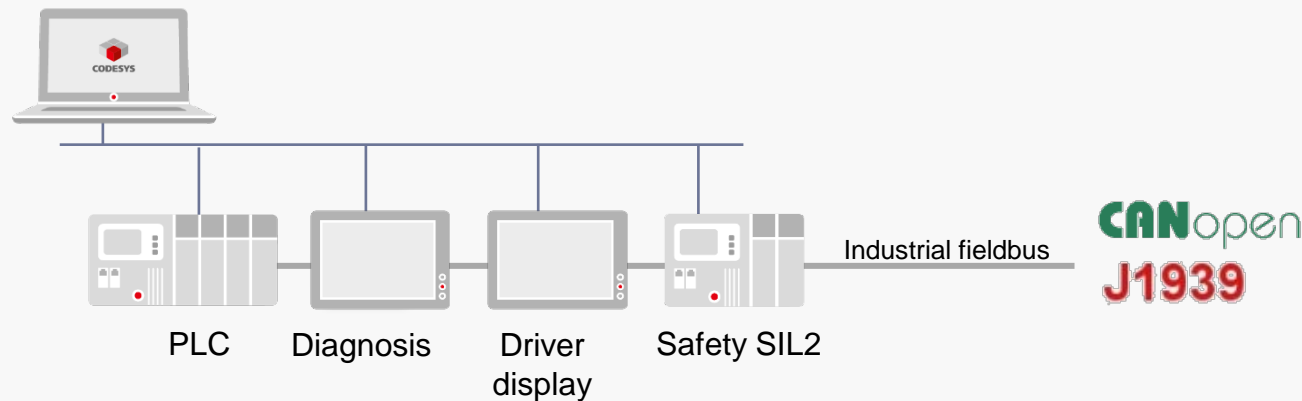 CODESYS
Industrial fieldbus
CANopen
J1939
PLC
Diagnosis
Driver
display
Safety SIL2